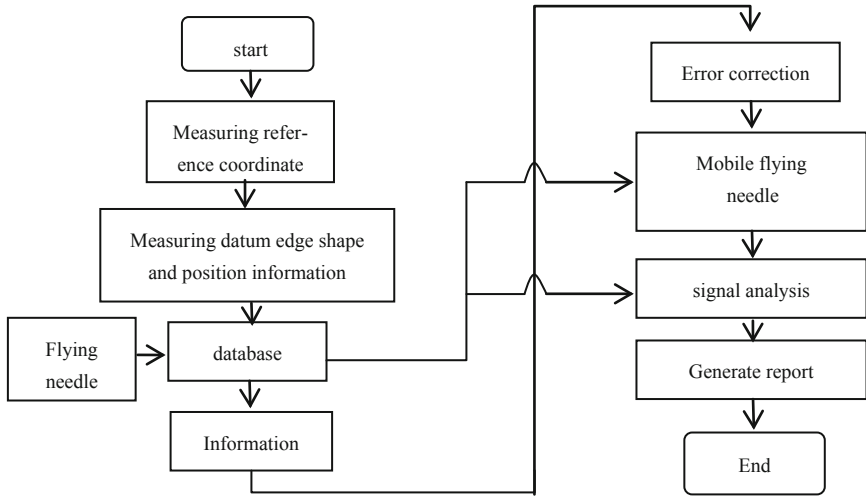 start
Measuring refer-
ence coordinate
Measuring datum edge shape
and position information
Flying
needle
database
Information
Error correction
Mobile flying
needle
signal analysis
Generate report
End